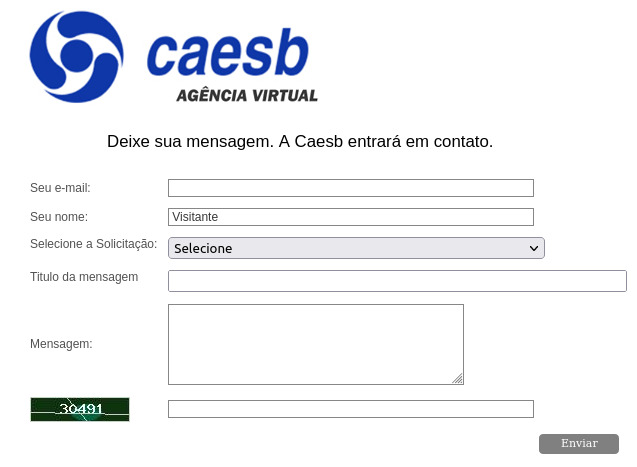 caesb
AGÊNCIA VIRTUAL
Deixe sua mensagem. A Caesb entrará em contato.
Seu e-mail:
Seu nome: Visitante
Selecione a Solicitação: Selecione
Titulo da mensagem
Mensagem:
30491
Enviar